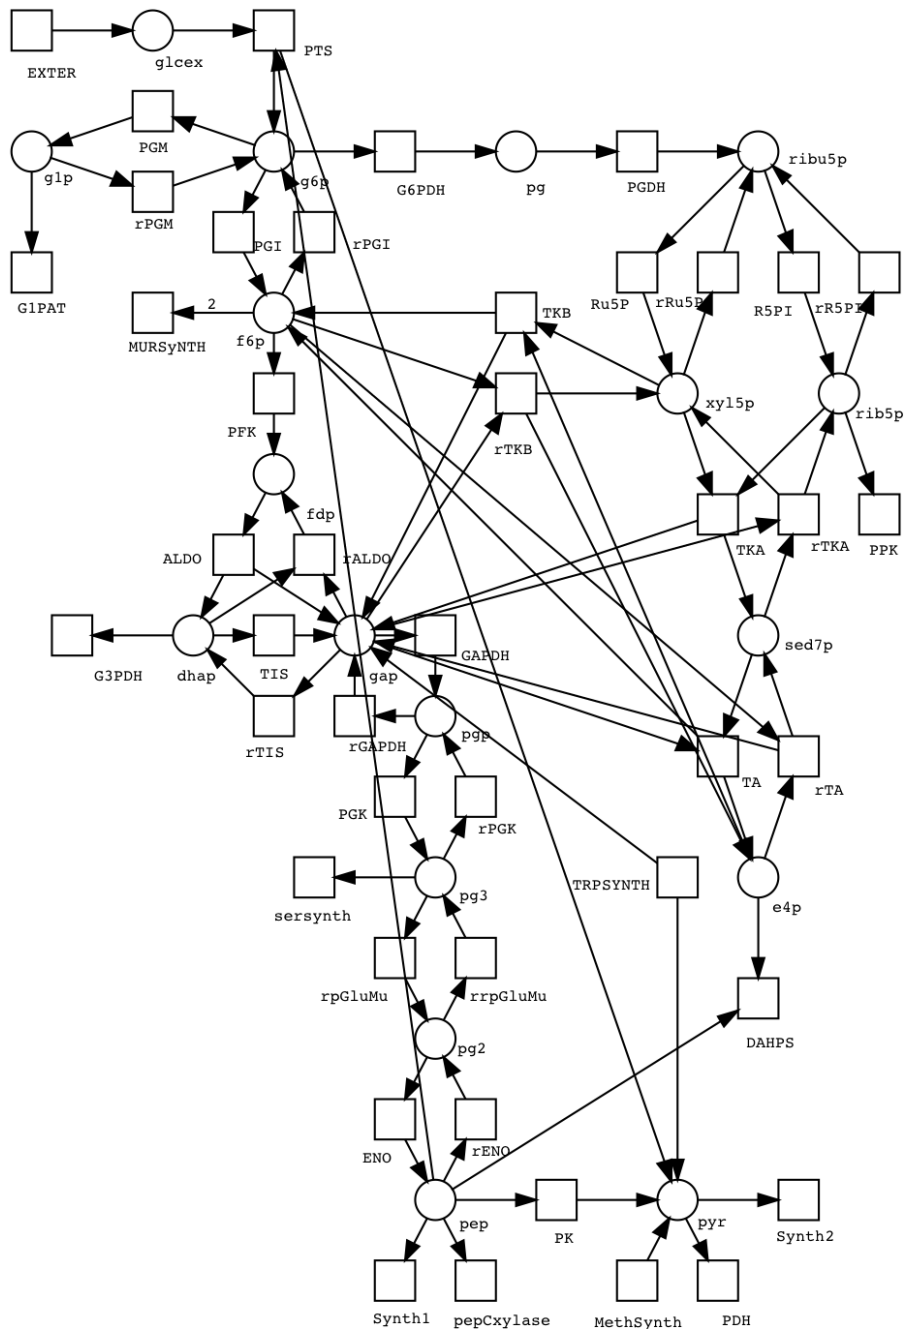 PTS
glcex
EXTER
PGM
ribu5p
g1p
g6p
G6PDH
pg
PGDH
rPGM
PGI
rPGI
G1PAT
2
Ru5P
rRu5P
R5PI
rR5PI
TKB
MURSyNTH
f6p
xyl5p
rib5p
PFK
rTKB
fdp
TKA
rTKA
PPK
ALDO
rALDO
sed7p
GAPDH
G3PDH
dhap
TIS
gap
rTIS
rGAPDH
pgp
TA
rTA
PGK
rPGK
TRPSYNTH
pg3
e4p
sersynth
rpGluMu
rrpGluMu
DAHPS
pg2
ENO
rENO
pep
PK
pyr
Synth2
Synth1
pepCxylase
MethSynth
PDH